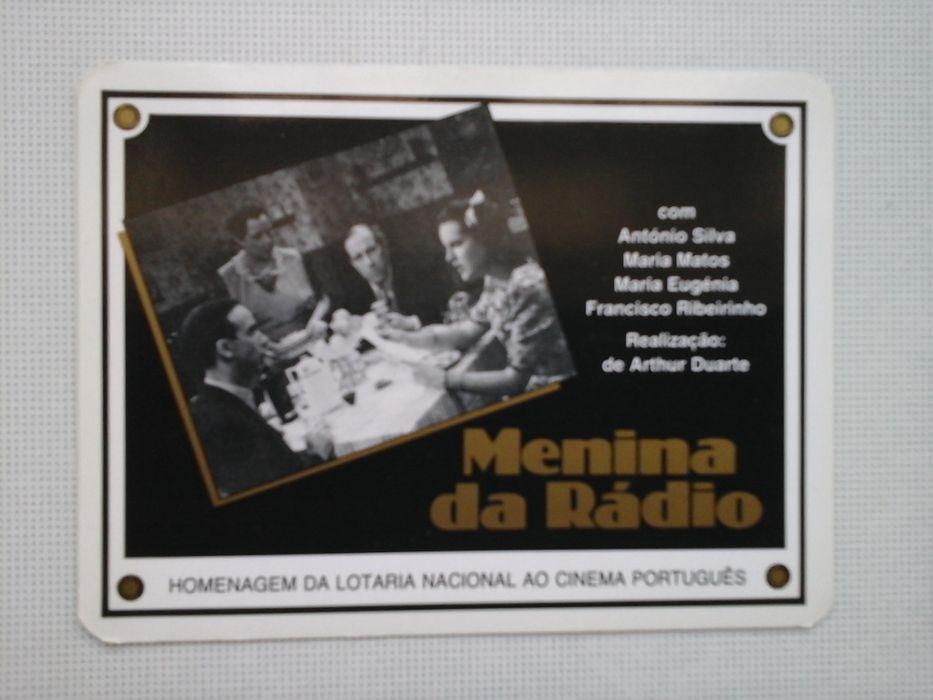 com
António Silva
Maria Matos
Maria Eugénia
Francisco Ribeirinho
Realização:
de Arthur Duarte
Menina
da Rádio
HOMENAGEM DA LOTARIA NACIONAL AO CINEMA PORTUGUÊS